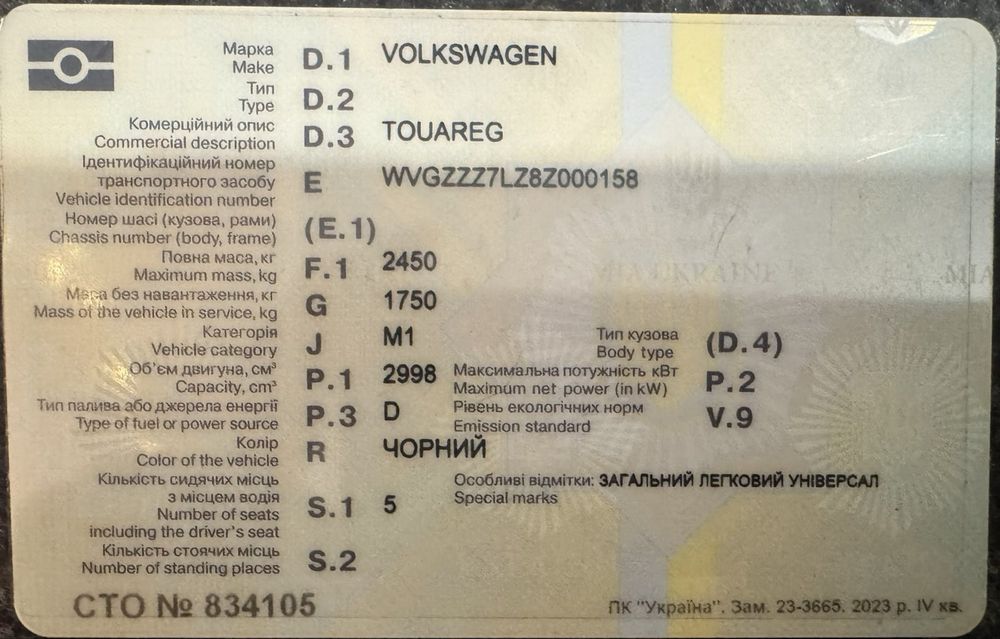 Марка
Make D.1 VOLKSWAGEN
Тип
Type D.2
Комерційний опис
Commercial description D.3 TOUAREG
Ідентифікаційний номер
транспортного засобу
Vehicle identification number E WVGZZZ7LZ8Z000158
Номер шасі (кузова, рами)
Chassis number (body, frame) (E.1)
Повна маса, кг
Maximum mass, kg F.1 2450
Маса без навантаження, кг
Mass of the vehicle in service, kg G 1750
Категорія
Vehicle category J M1
Тип кузова
Body type (D.4)
Об'єм двигуна, см³
Capacity, cm³ P.1 2998
Максимальна потужність кВт
Maximum net power (in kW) P.2
Тип палива або джерела енергії
Type of fuel or power source P.3 D
Рівень екологічних норм
Emission standard V.9
Колір
Color of the vehicle R ЧОРНИЙ
Кількість сидячих місць
з місцем водія
Number of seats
including the driver's seat S.1 5
Особливі відмітки: ЗАГАЛЬНИЙ ЛЕГКОВИЙ УНІВЕРСАЛ
Special marks
Кількість стоячих місць
Number of standing places S.2
MIA UKRAINE
MIA
СТО № 834105
ПК "Україна". Зам. 23-3665. 2023 р. IV кв.